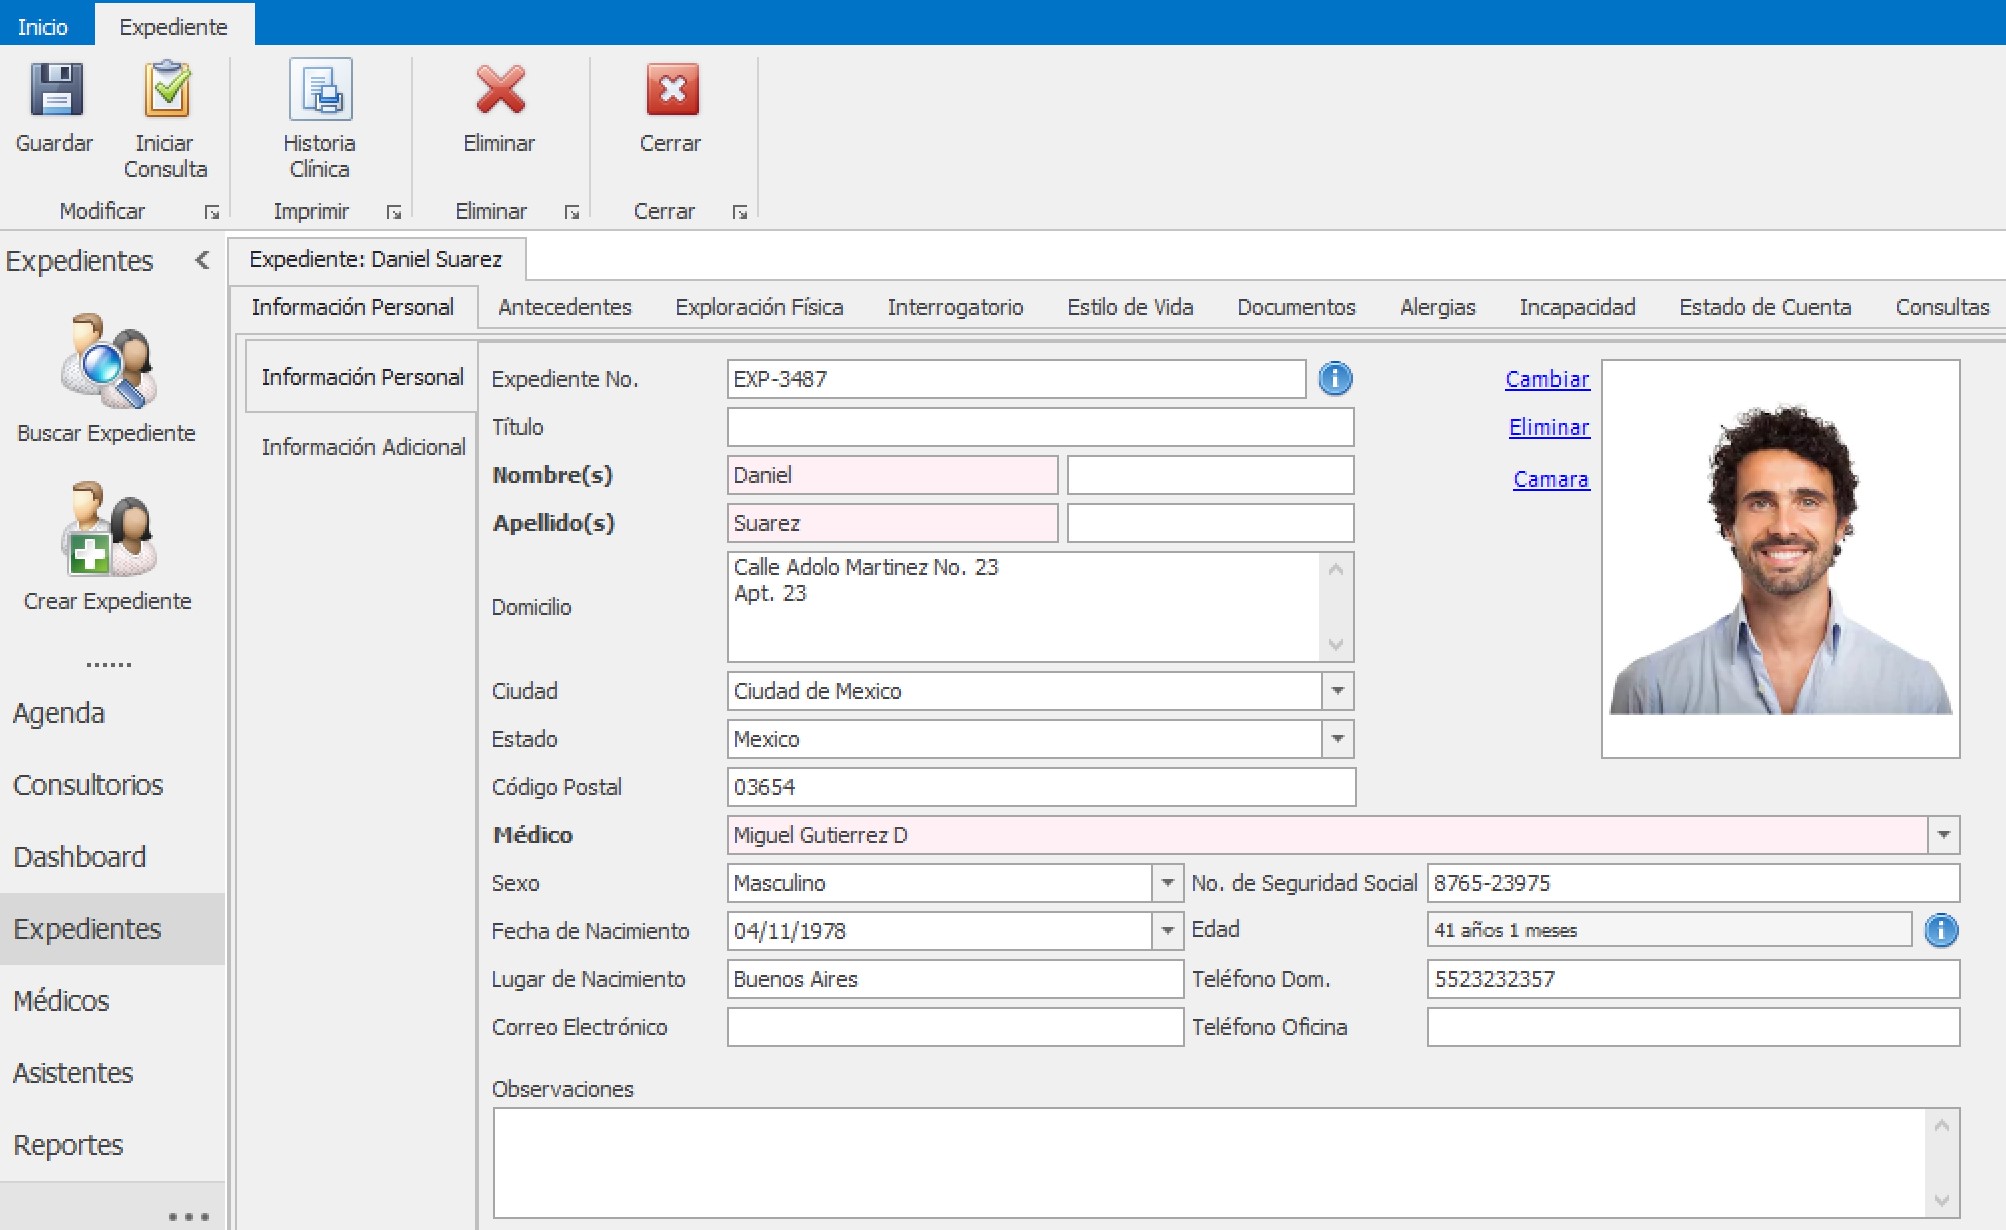 Inicio Expediente
Guardar Iniciar Consulta Historia Clínica Eliminar Cerrar
Modificar Imprimir Eliminar Cerrar
Expedientes
Buscar Expediente
Crear Expediente
Agenda
Consultorios
Dashboard
Expedientes
Médicos
Asistentes
Reportes
Expediente: Daniel Suarez
Información Personal Antecedentes Exploración Física Interrogatorio Estilo de Vida Documentos Alergias Incapacidad Estado de Cuenta Consultas
Información Personal
Información Adicional
Expediente No. EXP-3487 Cambiar
Título Eliminar
Nombre(s) Daniel Camara
Apellido(s) Suarez
Domicilio Calle Adolo Martinez No. 23
Apt. 23
Ciudad Ciudad de Mexico
Estado Mexico
Código Postal 03654
Médico Miguel Gutierrez D
Sexo Masculino No. de Seguridad Social 8765-23975
Fecha de Nacimiento 04/11/1978 Edad 41 años 1 meses
Lugar de Nacimiento Buenos Aires Teléfono Dom. 5523232357
Correo Electrónico Teléfono Oficina
Observaciones